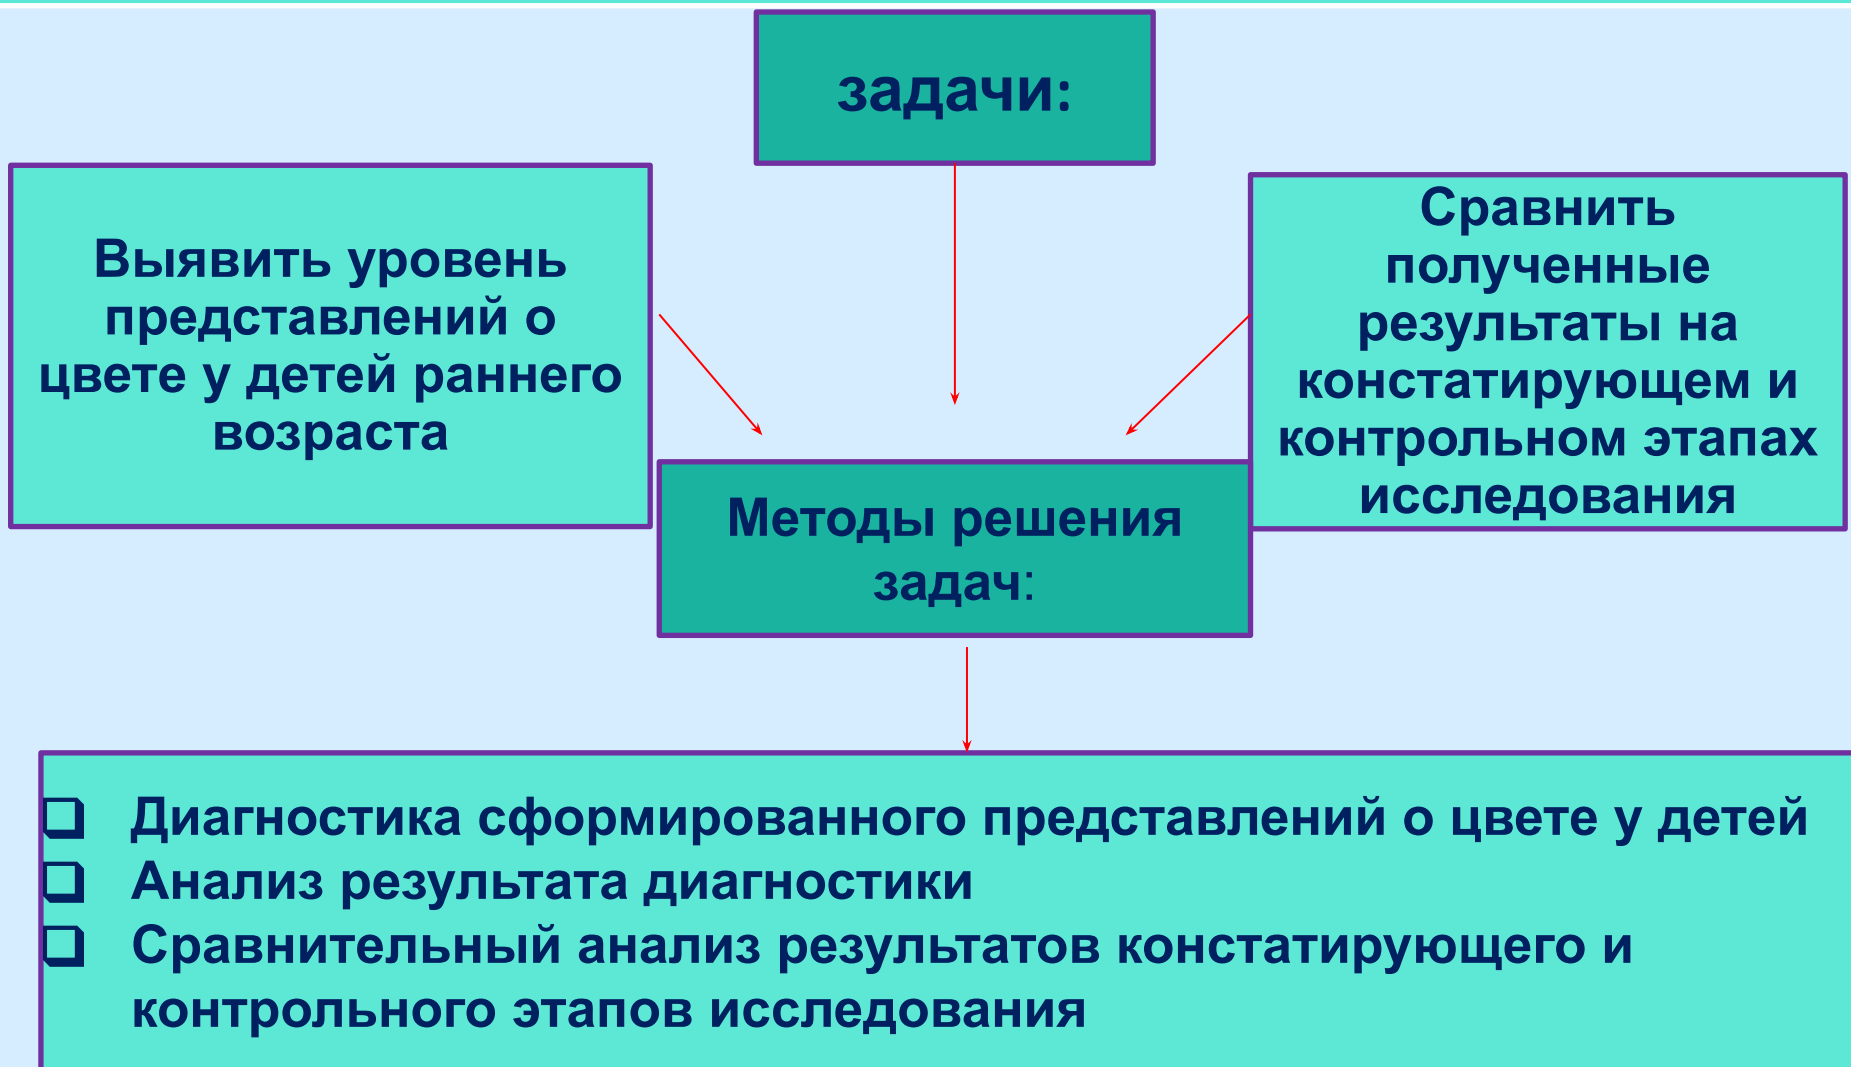 задачи:
Выявить уровень
представлений о
цвете у детей раннего
возраста
Сравнить
полученные
результаты на
констатирующем и
контрольном этапах
исследования
Методы решения
задач:
Диагностика сформированного представлений о цвете у детей
Анализ результата диагностики
Сравнительный анализ результатов констатирующего и
контрольного этапов исследования